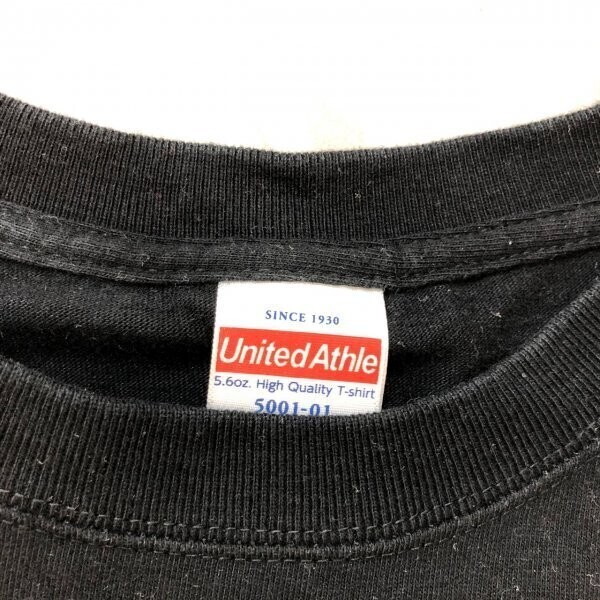 SINCE 1930
United Athle
5.6oz. High Quality T-shirt
5001-01